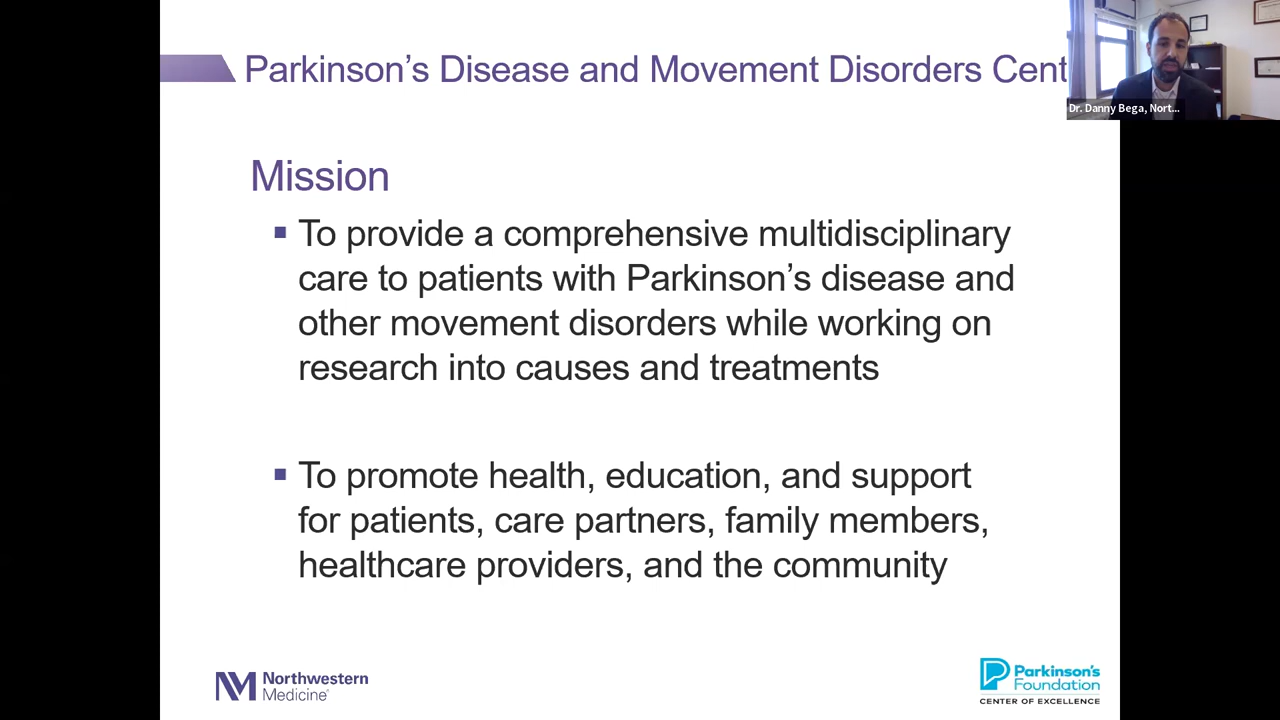 Parkinson's Disease and Movement Disorders Cent
Dr. Danny Bega, Nort...
Mission
▪ To provide a comprehensive multidisciplinary
care to patients with Parkinson's disease and
other movement disorders while working on
research into causes and treatments
▪ To promote health, education, and support
for patients, care partners, family members,
healthcare providers, and the community
NM Northwestern
Medicine®
Parkinson's
Foundation
CENTER OF EXCELLENCE